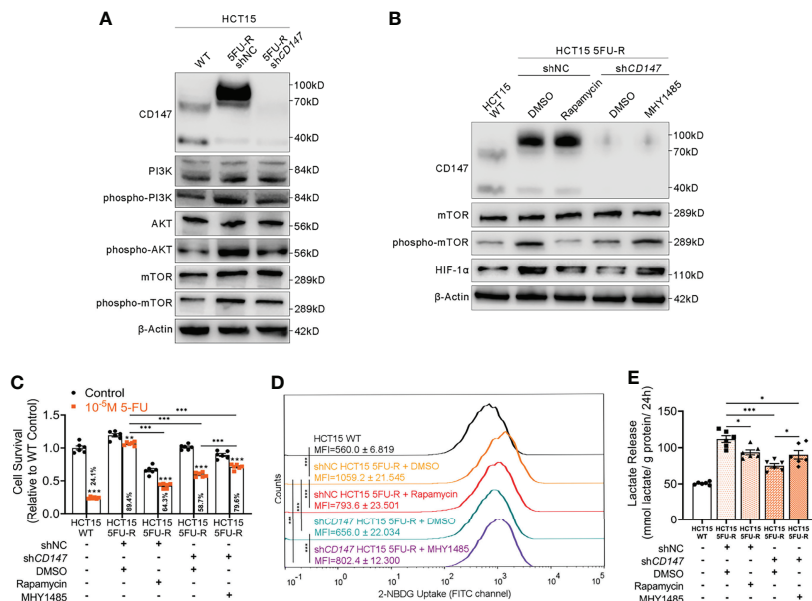 A
HCT15
WT
5FU-R
shNC
5FU-R
shCD147
CD147
100kD
70kD
40kD
PI3K
84kD
phospho-PI3K
84kD
AKT
56kD
phospho-AKT
56kD
mTOR
289kD
phospho-mTOR
289kD
β-Actin
42kD
B
HCT15 5FU-R
shNC
shCD147
HCT15
WT
DMSO
Rapamycin
DMSO
MHY1485
CD147
100kD
70kD
40kD
mTOR
289kD
phospho-mTOR
289kD
HIF-1α
110kD
β-Actin
42kD
C
Control
10⁻⁵M 5-FU
Cell Survival
(Relative to WT Control)
1.5
1.0
0.5
0.0
***
***
***
***
***
**
***
***
***
24.1%
89.4%
64.3%
58.7%
79.6%
HCT15 HCT15 HCT15 HCT15 HCT15
WT 5FU-R 5FU-R 5FU-R 5FU-R
shNC - + + - -
shCD147 - - - + +
DMSO - + - + -
Rapamycin - - + - -
MHY1485 - - - - +
D
Counts
HCT15 WT
MFI=560.0 ± 6.819
shNC HCT15 5FU-R + DMSO
MFI=1059.2 ± 21.545
shNC HCT15 5FU-R + Rapamycin
MFI=793.6 ± 23.501
shCD147 HCT15 5FU-R + DMSO
MFI=656.0 ± 22.034
shCD147 HCT15 5FU-R + MHY1485
MFI=802.4 ± 12.300
10⁻¹ 10⁰ 10¹ 10² 10³ 10⁴ 10⁵
2-NBDG Uptake (FITC channel)
E
Lactate Release
(mmol lactate/ g protein/ 24h)
200
150
100
50
0
*
***
*
*
HCT15 HCT15 HCT15 HCT15 HCT15
WT 5FU-R 5FU-R 5FU-R 5FU-R
shNC - + + - -
shCD147 - - - + +
DMSO - + - + -
Rapamycin - - + - -
MHY1485 - - - - +